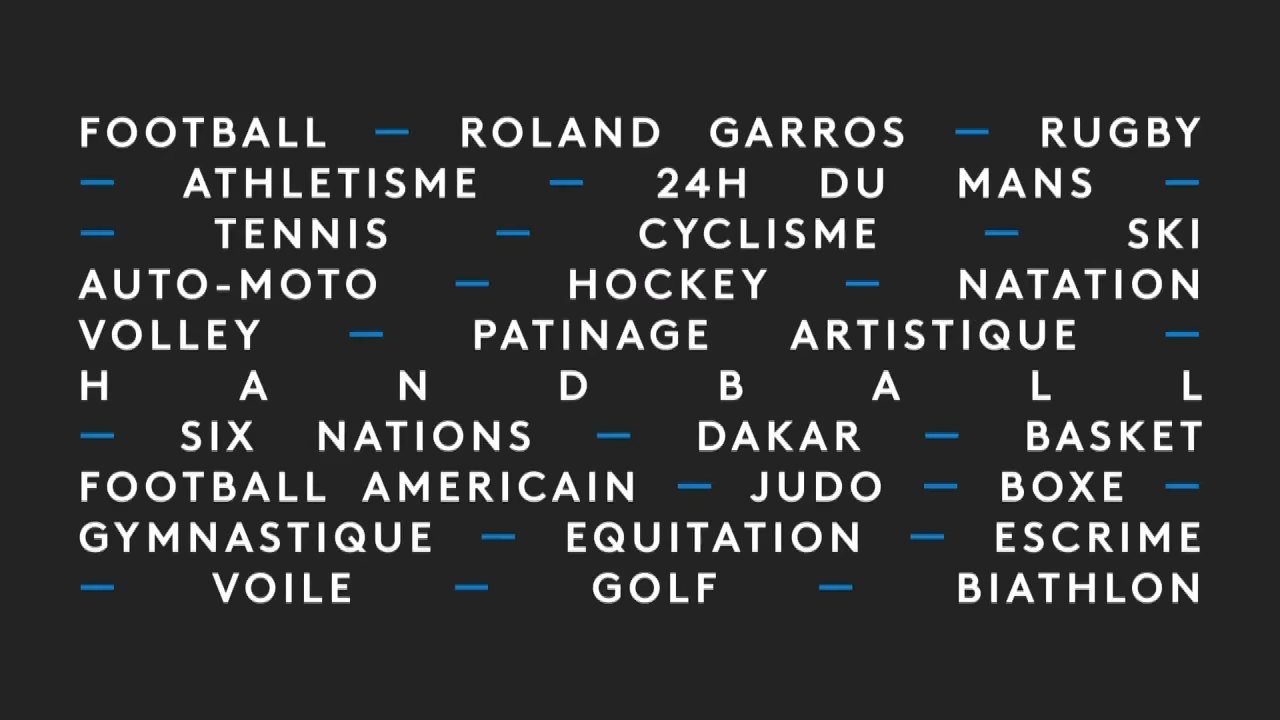 FOOTBALL — ROLAND GARROS — RUGBY
— ATHLETISME — 24H DU MANS —
— TENNIS — CYCLISME — SKI
AUTO-MOTO — HOCKEY — NATATION
VOLLEY — PATINAGE ARTISTIQUE —
H A N D B A L L
— SIX NATIONS — DAKAR — BASKET
FOOTBALL AMERICAIN — JUDO — BOXE —
GYMNASTIQUE — EQUITATION — ESCRIME
— VOILE — GOLF — BIATHLON